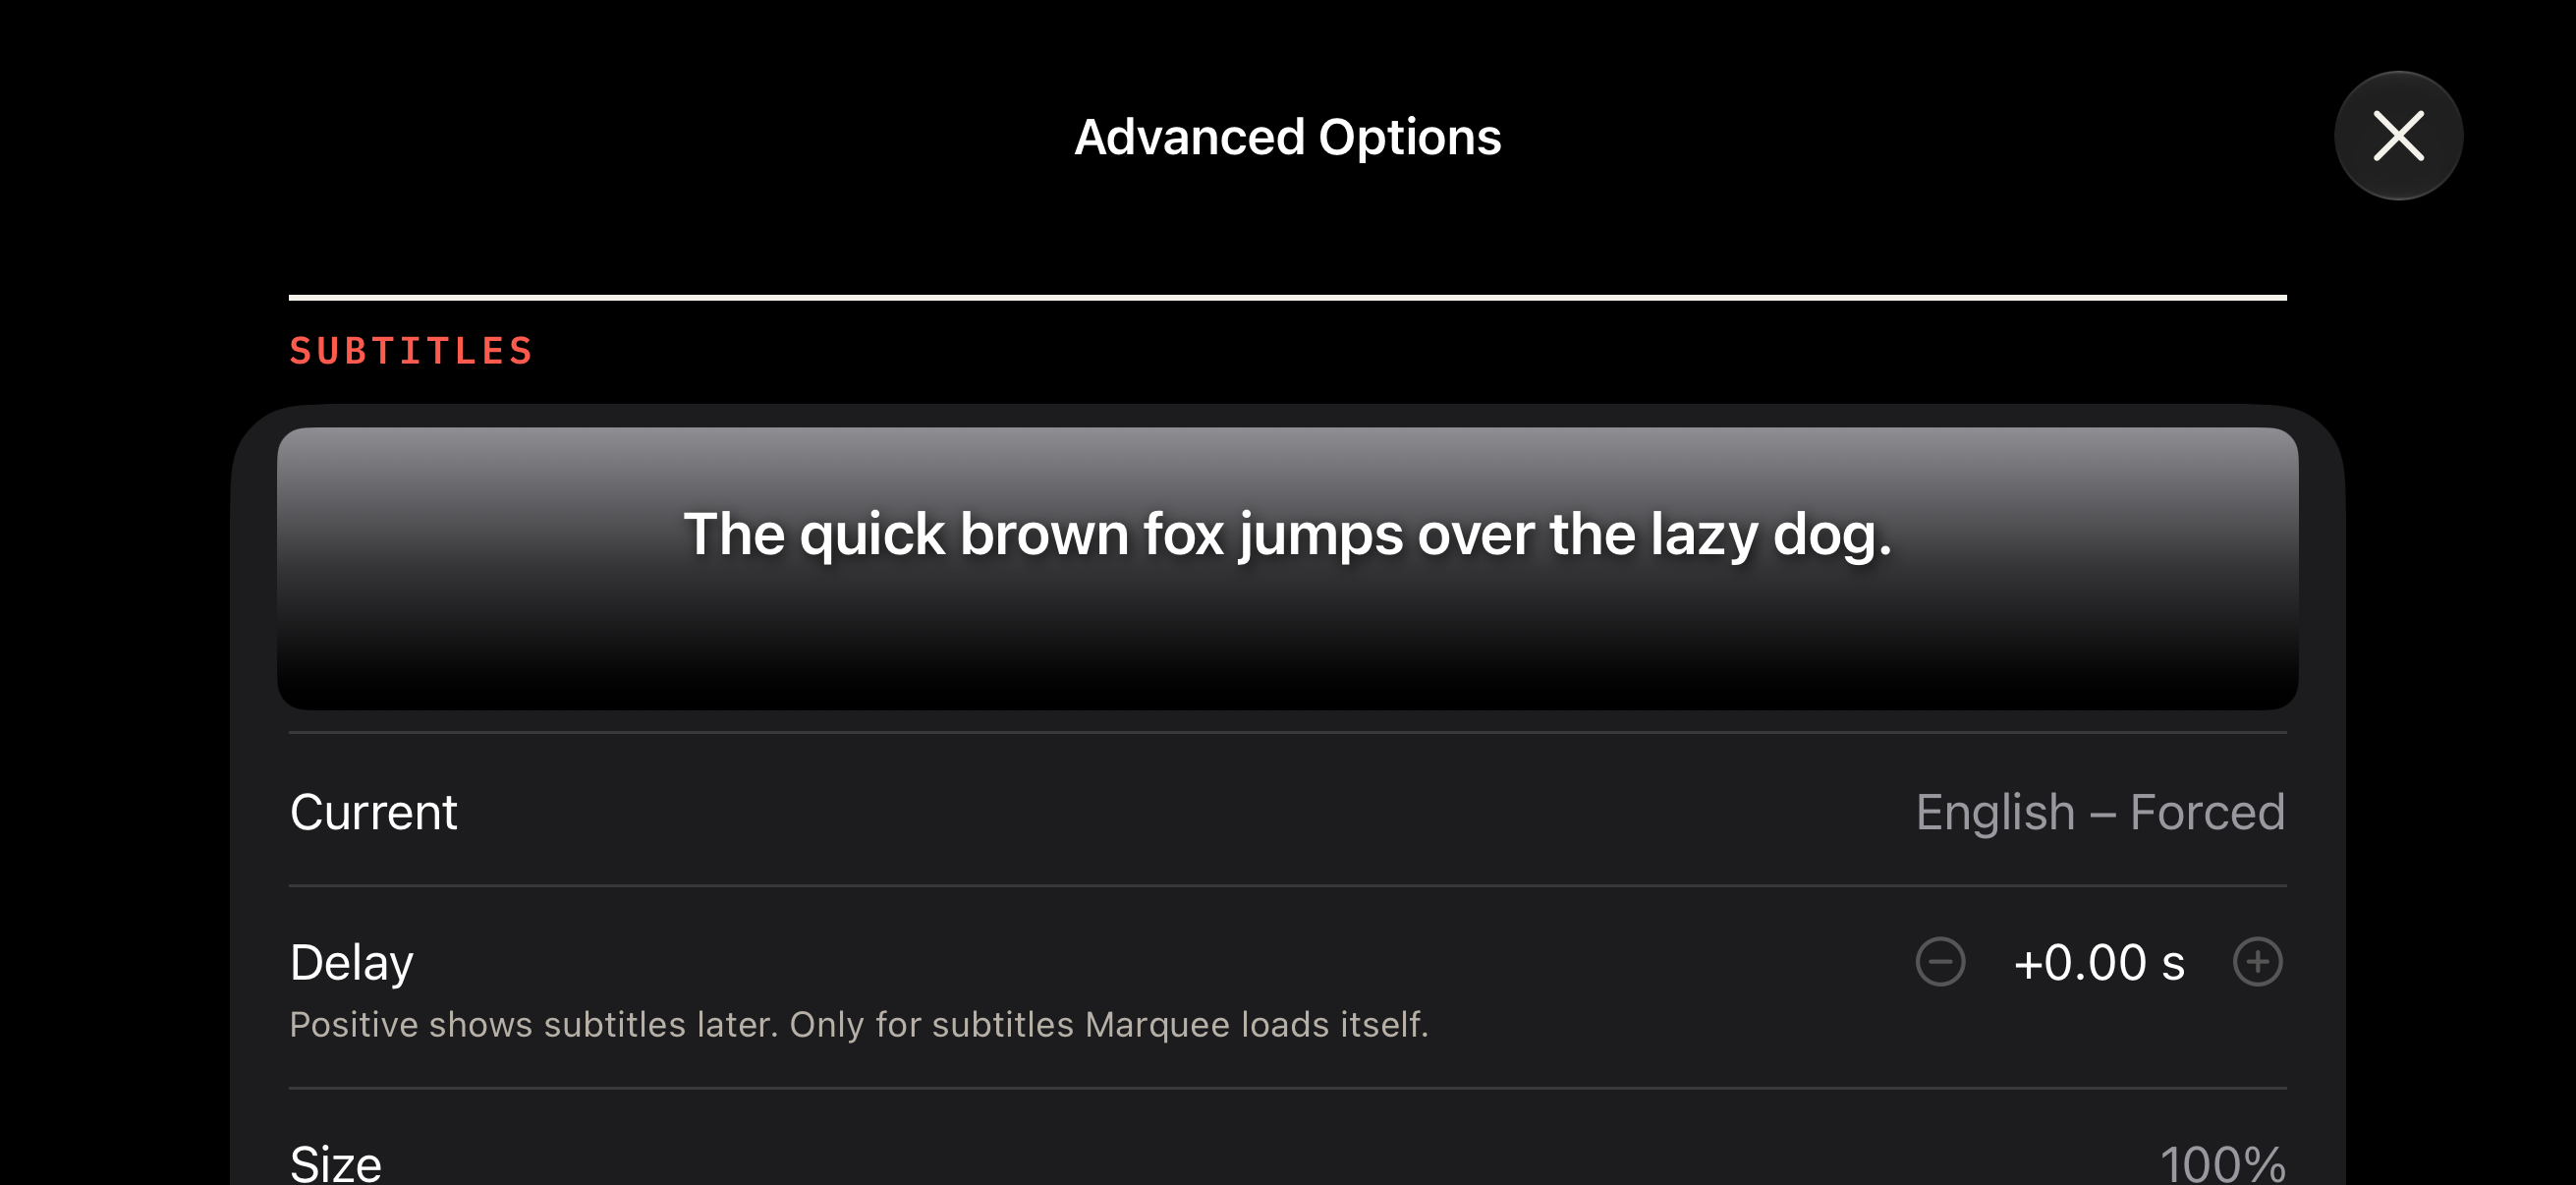 Advanced Options
SUBTITLES
The quick brown fox jumps over the lazy dog.
Current English – Forced
Delay +0.00 s
Positive shows subtitles later. Only for subtitles Marquee loads itself.
Size 100%